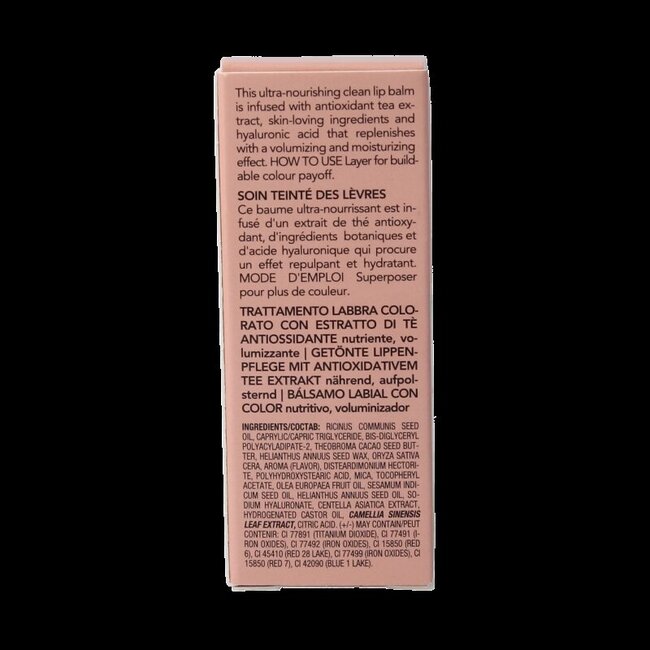 This ultra-nourishing clean lip balm
is infused with antioxidant tea ex-
tract, skin-loving ingredients and
hyaluronic acid that replenishes
with a volumizing and moisturizing
effect. HOW TO USE Layer for build-
able colour payoff.
SOIN TEINTÉ DES LÈVRES
Ce baume ultra-nourrissant est in-
fusé d'un extrait de thé antioxy-
dant, d'ingrédients botaniques et
d'acide hyaluronique qui procure
un effet repulpant et hydratant.
MODE D'EMPLOI Superposer
pour plus de couleur.
TRATTAMENTO LABBRA COLO-
RATO CON ESTRATTO DI TÈ
ANTIOSSIDANTE nutriente, vo-
lumizzante | GETÖNTE LIPPEN-
PFLEGE MIT ANTIOXIDATIVEM
TEE EXTRAKT nährend, aufpol-
sternd | BÁLSAMO LABIAL CON
COLOR nutritivo, voluminizador
INGREDIENTS/COCTAB: RICINUS COMMUNIS SEED
OIL, CAPRYLIC/CAPRIC TRIGLYCERIDE, BIS-DIGLYCERYL
POLYACYLADIPATE-2, THEOBROMA CACAO SEED BUT-
TER, HELIANTHUS ANNUUS SEED WAX, ORYZA SATIVA
CERA, AROMA (FLAVOR), DISTEARDIMONIUM HECTORI-
TE, POLYHYDROXYSTEARIC ACID, MICA, TOCOPHERYL
ACETATE, OLEA EUROPAEA FRUIT OIL, SESAMUM INDI-
CUM SEED OIL, HELIANTHUS ANNUUS SEED OIL, SO-
DIUM HYALURONATE, CENTELLA ASIATICA EXTRACT,
HYDROGENATED CASTOR OIL, CAMELLIA SINENSIS
LEAF EXTRACT, CITRIC ACID. (+/-) MAY CONTAIN/PEUT
CONTENIR: CI 77891 (TITANIUM DIOXIDE), CI 77491 (I-
RON OXIDES), CI 77492 (IRON OXIDES), CI 15850 (RED
6), CI 45410 (RED 28 LAKE), CI 77499 (IRON OXIDES), CI
15850 (RED 7), CI 42090 (BLUE 1 LAKE).